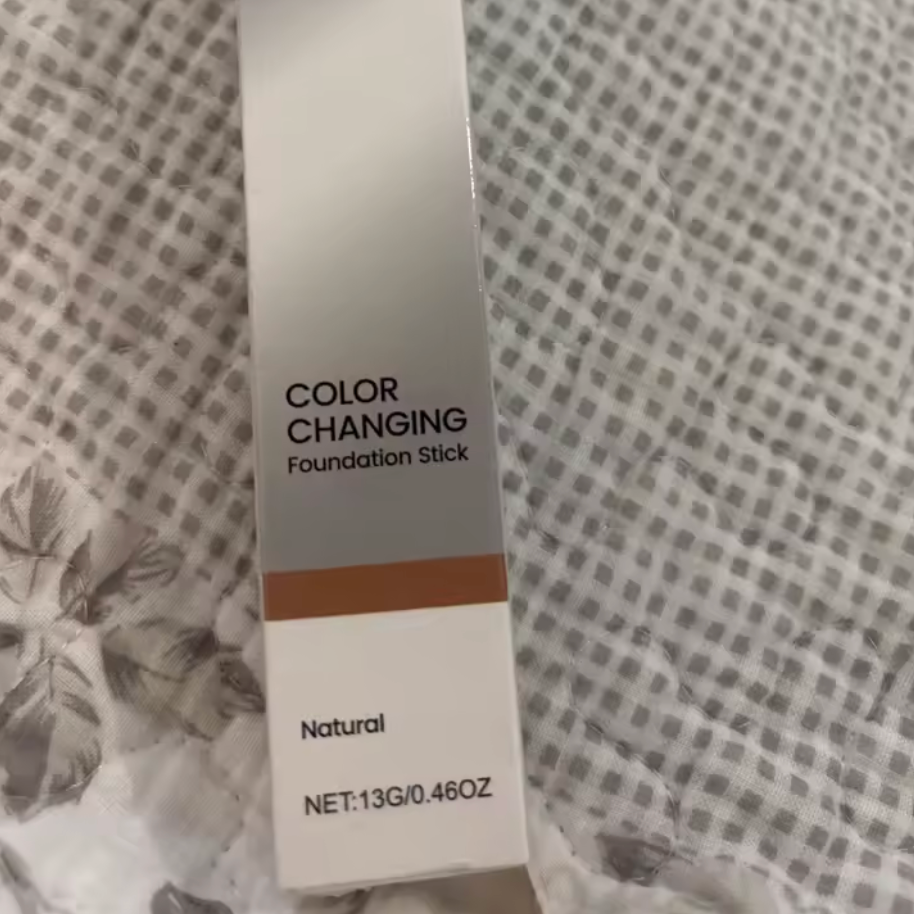 COLOR
CHANGING
Foundation Stick
Natural
NET:13G/0.46OZ